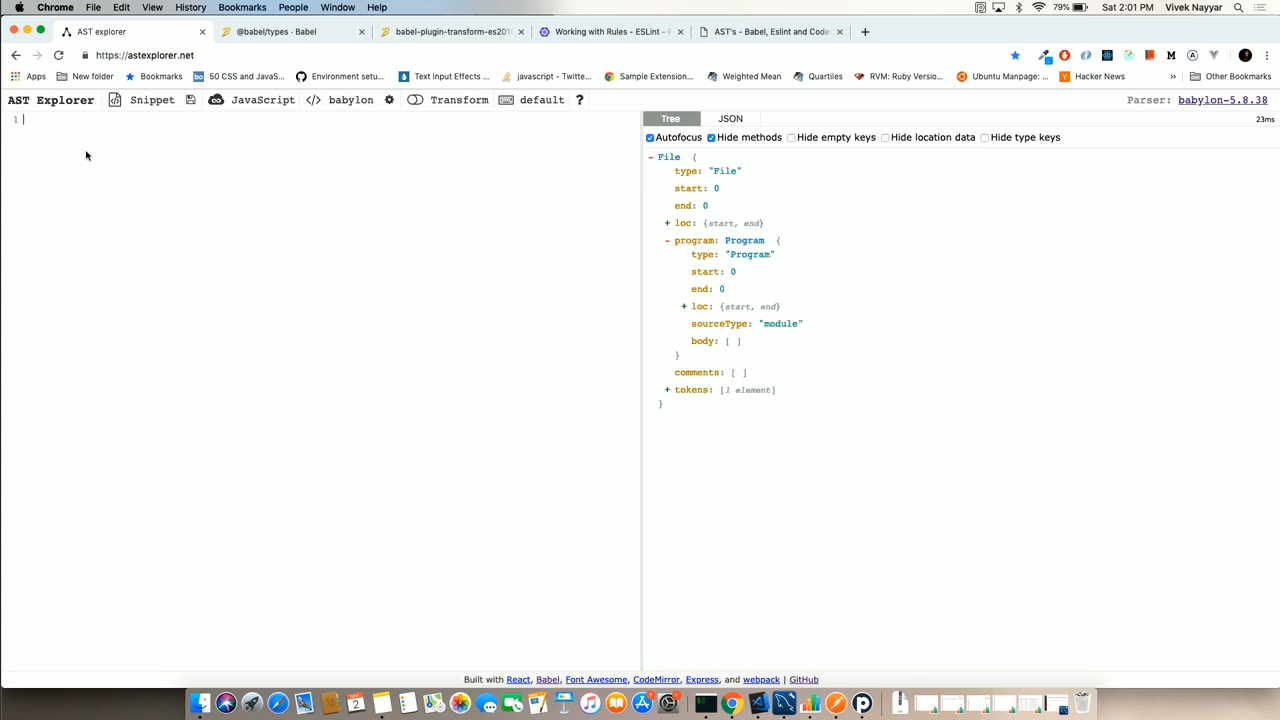 Chrome File Edit View History Bookmarks People Window Help 79% Sat 2:01 PM Vivek Nayyar
AST explorer @babel/types · Babel babel-plugin-transform-es201 Working with Rules - ESLint - P AST's - Babel, Eslint and Code
https://astexplorer.net
Apps New folder Bookmarks 50 CSS and JavaS... Environment setu... Text Input Effects ... javascript - Twitte... Sample Extension... Weighted Mean Quartiles RVM: Ruby Versio... Ubuntu Manpage: ... Hacker News » Other Bookmarks
AST Explorer Snippet JavaScript </> babylon Transform default ? Parser: babylon-5.8.38
1
Tree JSON 23ms
Autofocus Hide methods Hide empty keys Hide location data Hide type keys
- File {
type: "File"
start: 0
end: 0
+ loc: {start, end}
- program: Program {
type: "Program"
start: 0
end: 0
+ loc: {start, end}
sourceType: "module"
body: [ ]
}
comments: [ ]
+ tokens: [1 element]
}
Built with React, Babel, Font Awesome, CodeMirror, Express, and webpack | GitHub